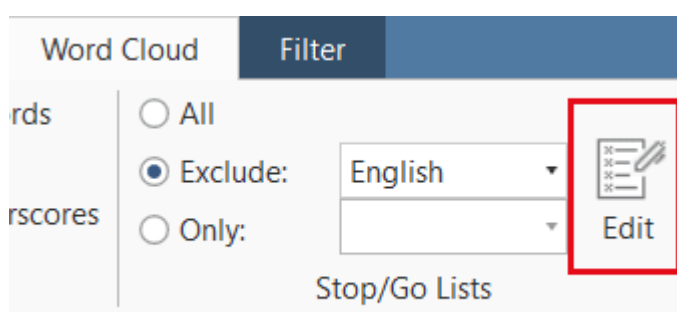 Word Cloud Filter
rds
All
Exclude: English
rscores
Only:
Edit
Stop/Go Lists